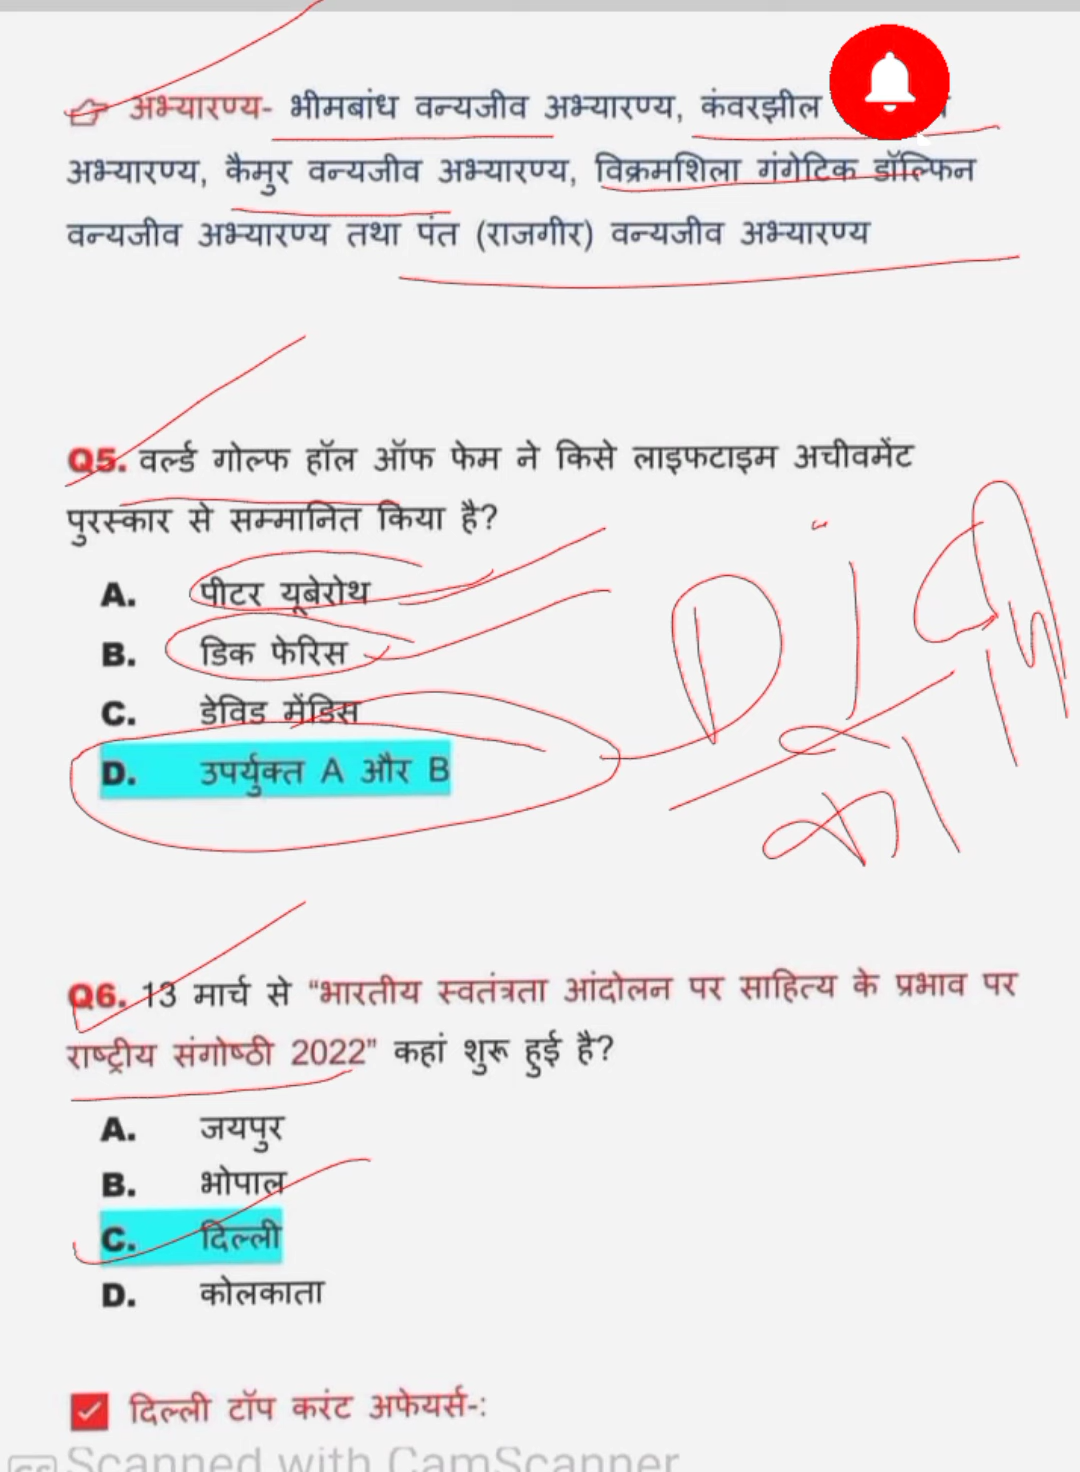 अभ्यारण्य- भीमबांध वन्यजीव अभ्यारण्य, कंवरझील
अभ्यारण्य, कैमुर वन्यजीव अभ्यारण्य, विक्रमशिला गंगेटिक डॉल्फिन
वन्यजीव अभ्यारण्य तथा पंत (राजगीर) वन्यजीव अभ्यारण्य
Q5. वर्ल्ड गोल्फ हॉल ऑफ फेम ने किसे लाइफटाइम अचीवमेंट
पुरस्कार से सम्मानित किया है?
A. पीटर यूबेरोथ
B. डिक फेरिस
C. डेविड मेंडिस
D. उपर्युक्त A और B
Q6. 13 मार्च से “भारतीय स्वतंत्रता आंदोलन पर साहित्य के प्रभाव पर
राष्ट्रीय संगोष्ठी 2022” कहां शुरू हुई है?
A. जयपुर
B. भोपाल
C. दिल्ली
D. कोलकाता
दिल्ली टॉप करंट अफेयर्स-:
CS Scanned with CamScanner